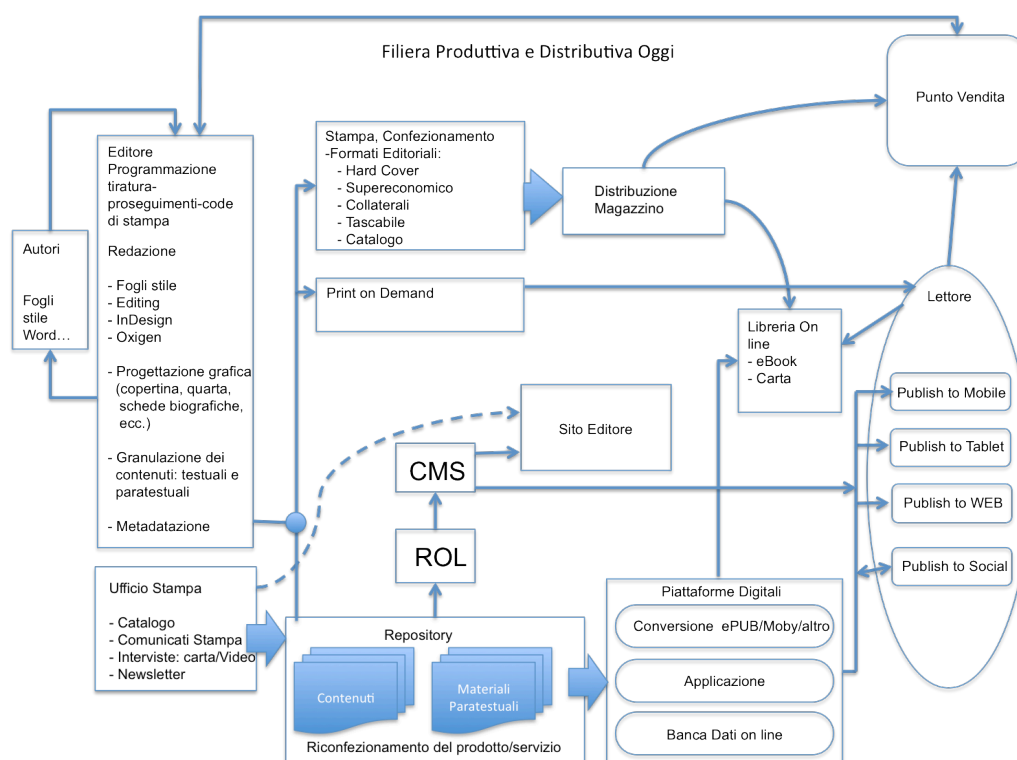 Filiera Produttiva e Distributiva Oggi
Punto Vendita
Editore
Programmazione
tiratura-
proseguimenti-code
di stampa
Redazione
- Fogli stile
- Editing
- InDesign
- Oxigen
- Progettazione grafica
(copertina, quarta,
schede biografiche,
ecc.)
- Granulazione dei
contenuti: testuali e
paratestuali
- Metadatazione
Autori
Fogli
stile
Word…
Stampa, Confezionamento
-Formati Editoriali:
- Hard Cover
- Supereconomico
- Collaterali
- Tascabile
- Catalogo
Distribuzione
Magazzino
Print on Demand
Libreria On
line
- eBook
- Carta
Lettore
Publish to Mobile
Publish to Tablet
Publish to WEB
Publish to Social
Sito Editore
CMS
ROL
Ufficio Stampa
- Catalogo
- Comunicati Stampa
- Interviste: carta/Video
- Newsletter
Repository
Contenuti
Materiali
Paratestuali
Riconfezionamento del prodotto/servizio
Piattaforme Digitali
Conversione ePUB/Moby/altro
Applicazione
Banca Dati on line